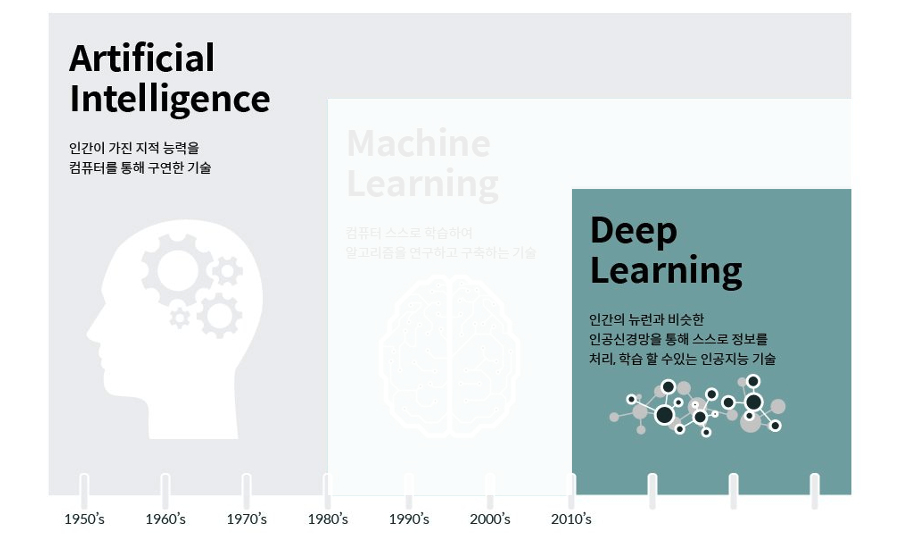 Artificial
Intelligence
인간이 가진 지적 능력을
컴퓨터를 통해 구연한 기술
Machine
Learning
컴퓨터 스스로 학습하여
알고리즘을 연구하고 구축하는 기술
Deep
Learning
인간의 뉴런과 비슷한
인공신경망을 통해 스스로 정보를
처리, 학습 할 수있는 인공지능 기술
1950's
1960's
1970's
1980's
1990's
2000's
2010's